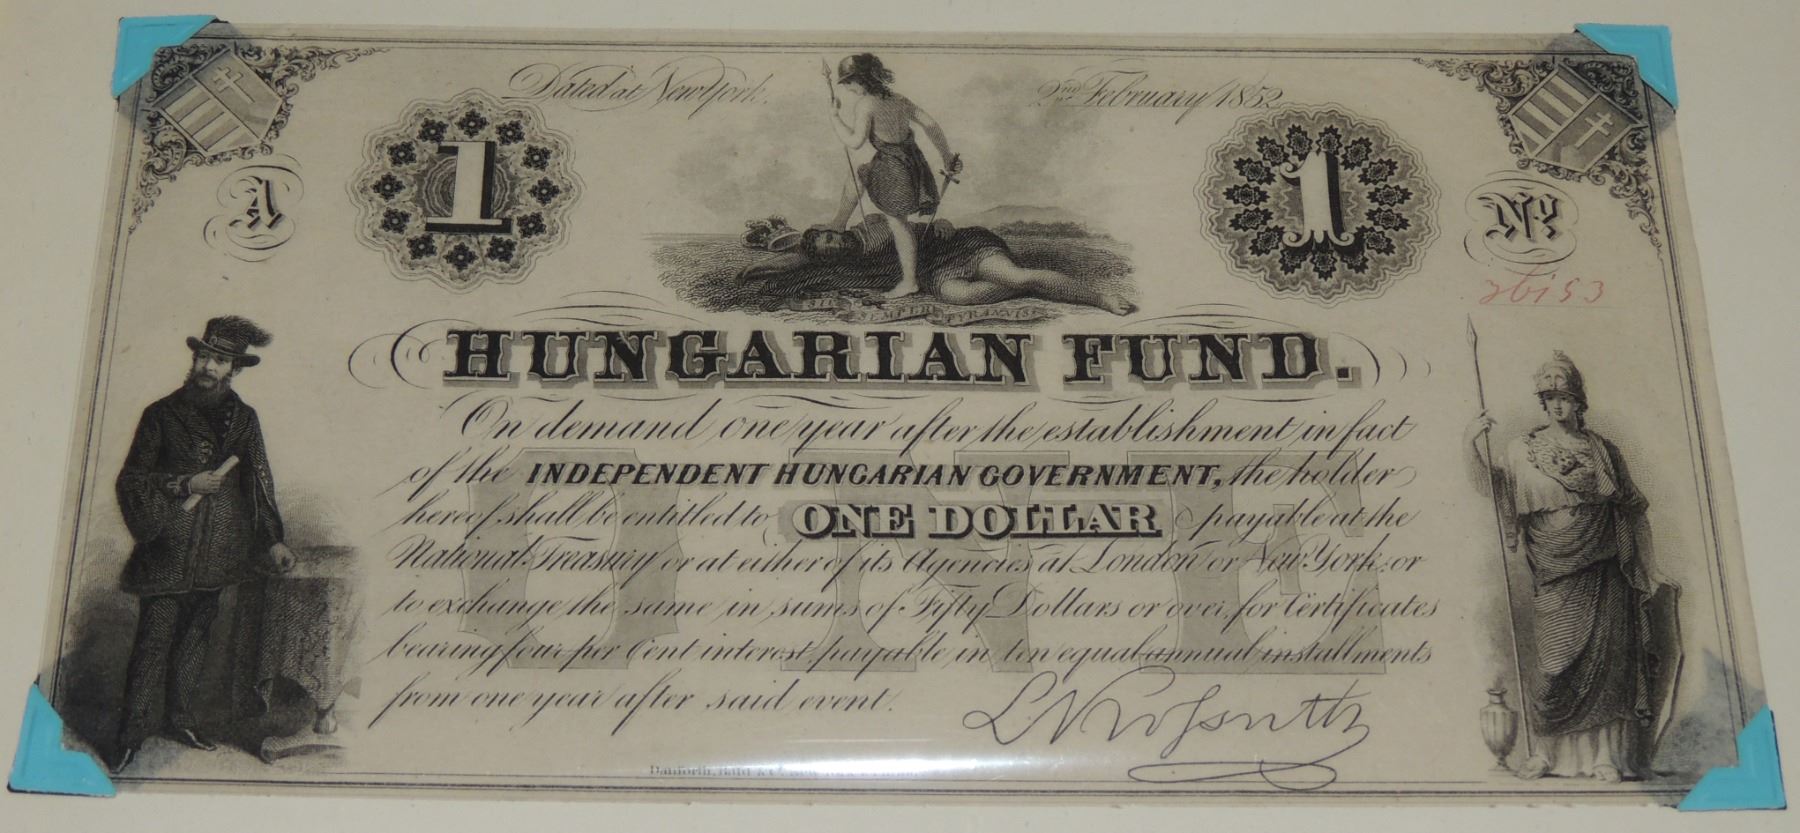 Dated at New York, 2nd February 1852
A 1 1 No.
SIC SEMPER TYRANNIS
HUNGARIAN FUND.
On demand one year after the establishment in fact
of the INDEPENDENT HUNGARIAN GOVERNMENT, the holder
hereof shall be entitled to ONE DOLLAR payable at the
National Treasury or at either of its Agencies at London or New York; or
to exchange the same in sums of Fifty Dollars or over, for Certificates
bearing four per Cent interest, payable in ten equal annual installments
from one year after said event.
ONE
L Kossuth
Danforth, Bald & Co.